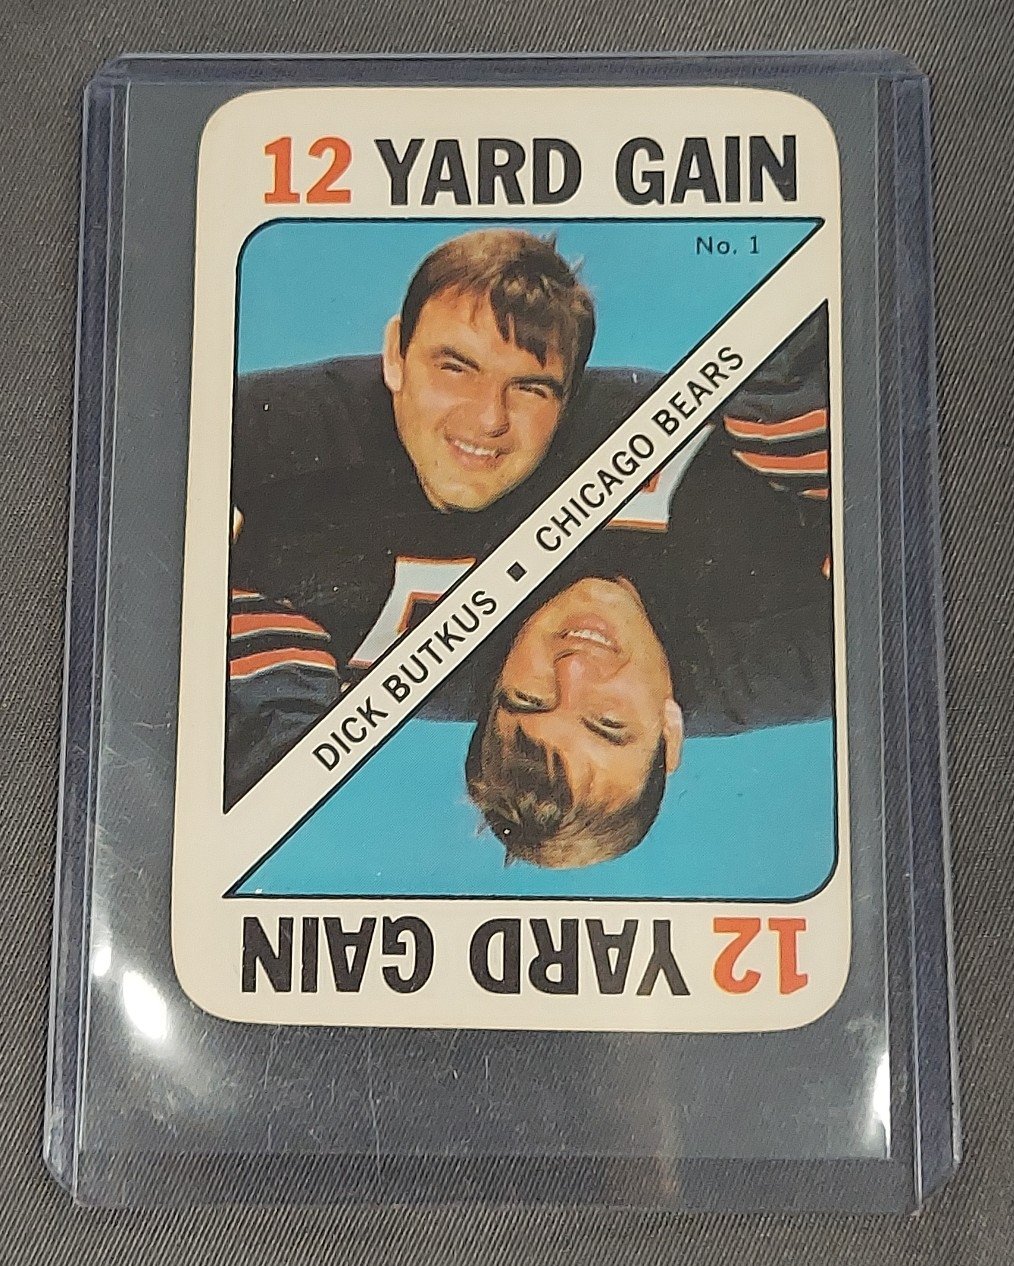 12 YARD GAIN
No. 1
DICK BUTKUS ▪ CHICAGO BEARS
12 YARD GAIN